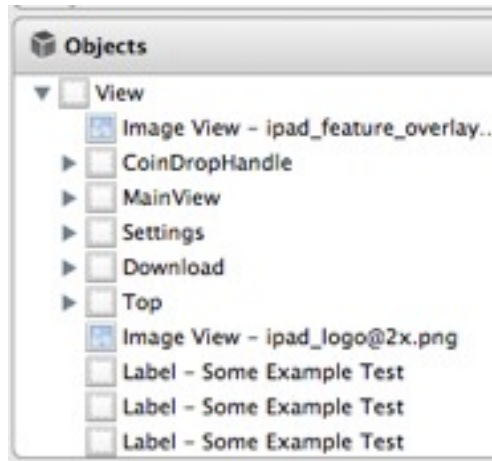 Objects
View
Image View – ipad_feature_overlay..
CoinDropHandle
MainView
Settings
Download
Top
Image View – ipad_logo@2x.png
Label – Some Example Test
Label – Some Example Test
Label – Some Example Test